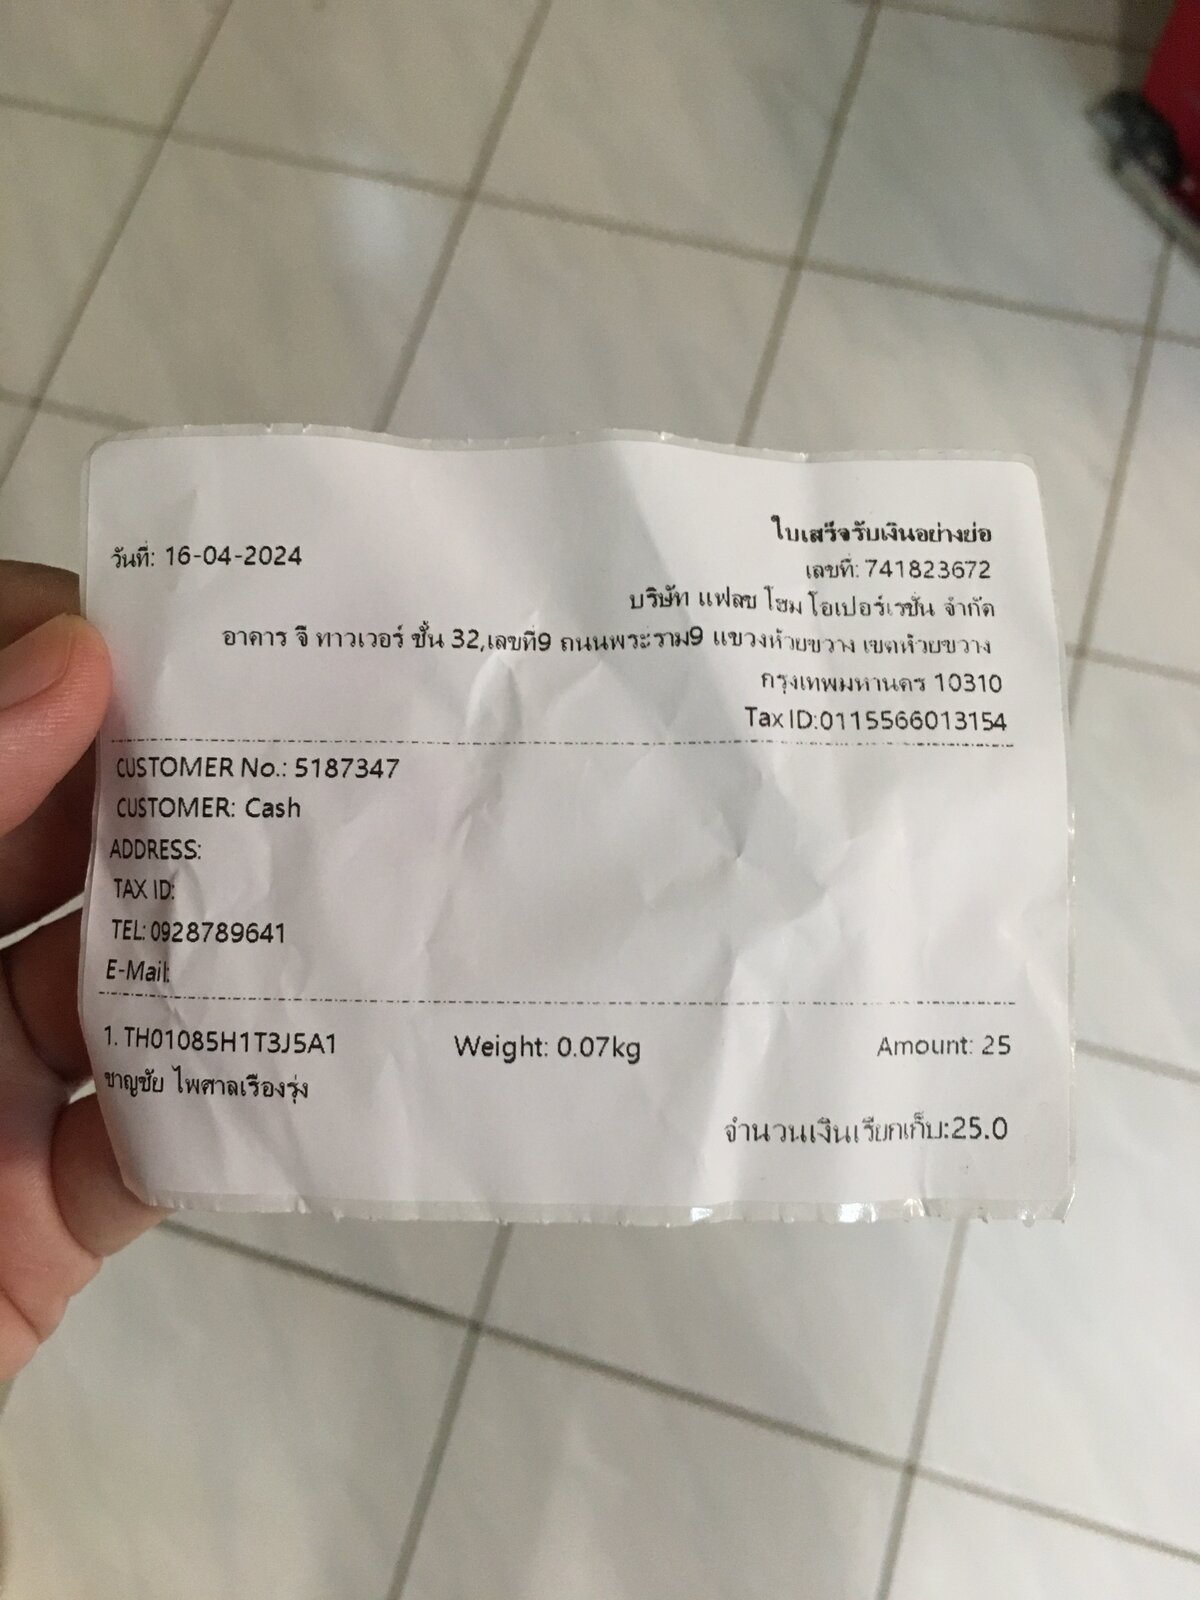 ใบเสร็จรับเงินอย่างย่อ
วันที่: 16-04-2024
เลขที่: 741823672
บริษัท แฟลช โฮม โอเปอร์เรชั่น จำกัด
อาคาร จี ทาวเวอร์ ชั้น 32,เลขที่9 ถนนพระราม9 แขวงห้วยขวาง เขตห้วยขวาง
กรุงเทพมหานคร 10310
Tax ID:0115566013154
CUSTOMER No.: 5187347
CUSTOMER: Cash
ADDRESS:
TAX ID:
TEL: 0928789641
E-Mail:
1. TH01085H1T3J5A1 Weight: 0.07kg Amount: 25
ชาญชัย ไพศาลเรืองรุ่ง
จำนวนเงินเรียกเก็บ:25.0